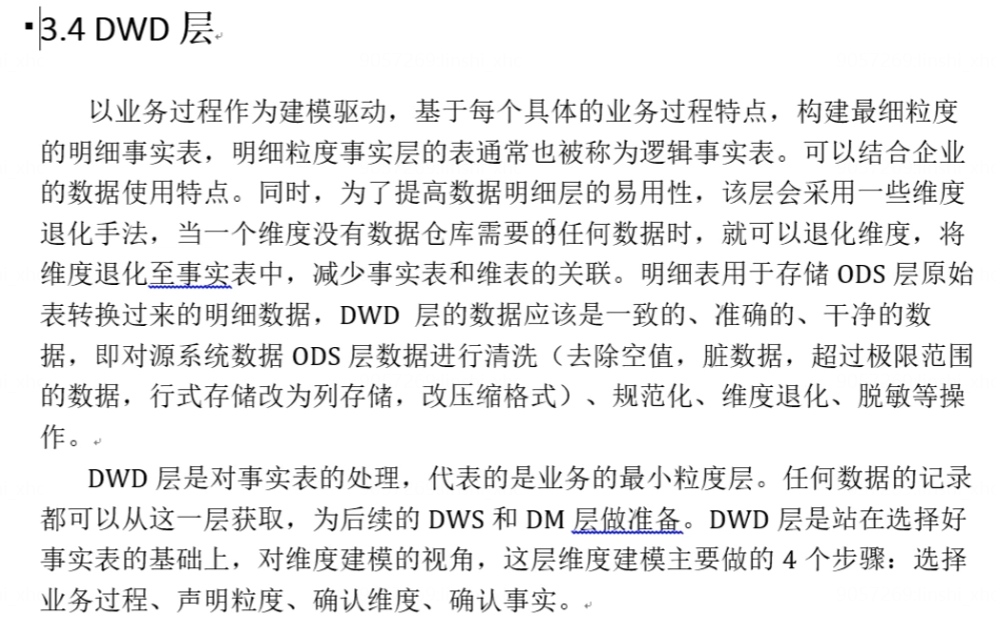 3.4 DWD 层
以业务过程作为建模驱动，基于每个具体的业务过程特点，构建最细粒度
的明细事实表，明细粒度事实层的表通常也被称为逻辑事实表。可以结合企业
的数据使用特点。同时，为了提高数据明细层的易用性，该层会采用一些维度
退化手法，当一个维度没有数据仓库需要的任何数据时，就可以退化维度，将
维度退化至事实表中，减少事实表和维表的关联。明细表用于存储 ODS 层原始
表转换过来的明细数据，DWD 层的数据应该是一致的、准确的、干净的数
据，即对源系统数据 ODS 层数据进行清洗（去除空值，脏数据，超过极限范围
的数据，行式存储改为列存储，改压缩格式）、规范化、维度退化、脱敏等操
作。
DWD 层是对事实表的处理，代表的是业务的最小粒度层。任何数据的记录
都可以从这一层获取，为后续的 DWS 和 DM 层做准备。DWD 层是站在选择好
事实表的基础上，对维度建模的视角，这层维度建模主要做的 4 个步骤：选择
业务过程、声明粒度、确认维度、确认事实。